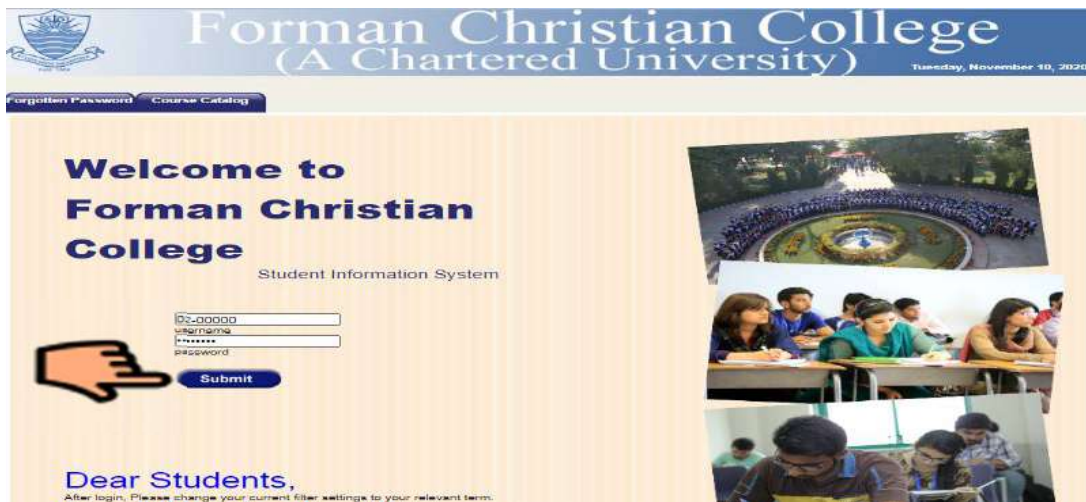 Forman Christian College
(A Chartered University)
Tuesday, November 10, 2020
Forgotten Password Course Catalog
Welcome to
Forman Christian
College
Student Information System
02-00000
username
•••••••
password
Submit
Dear Students,
After login, Please change your current filter settings to your relevant term.